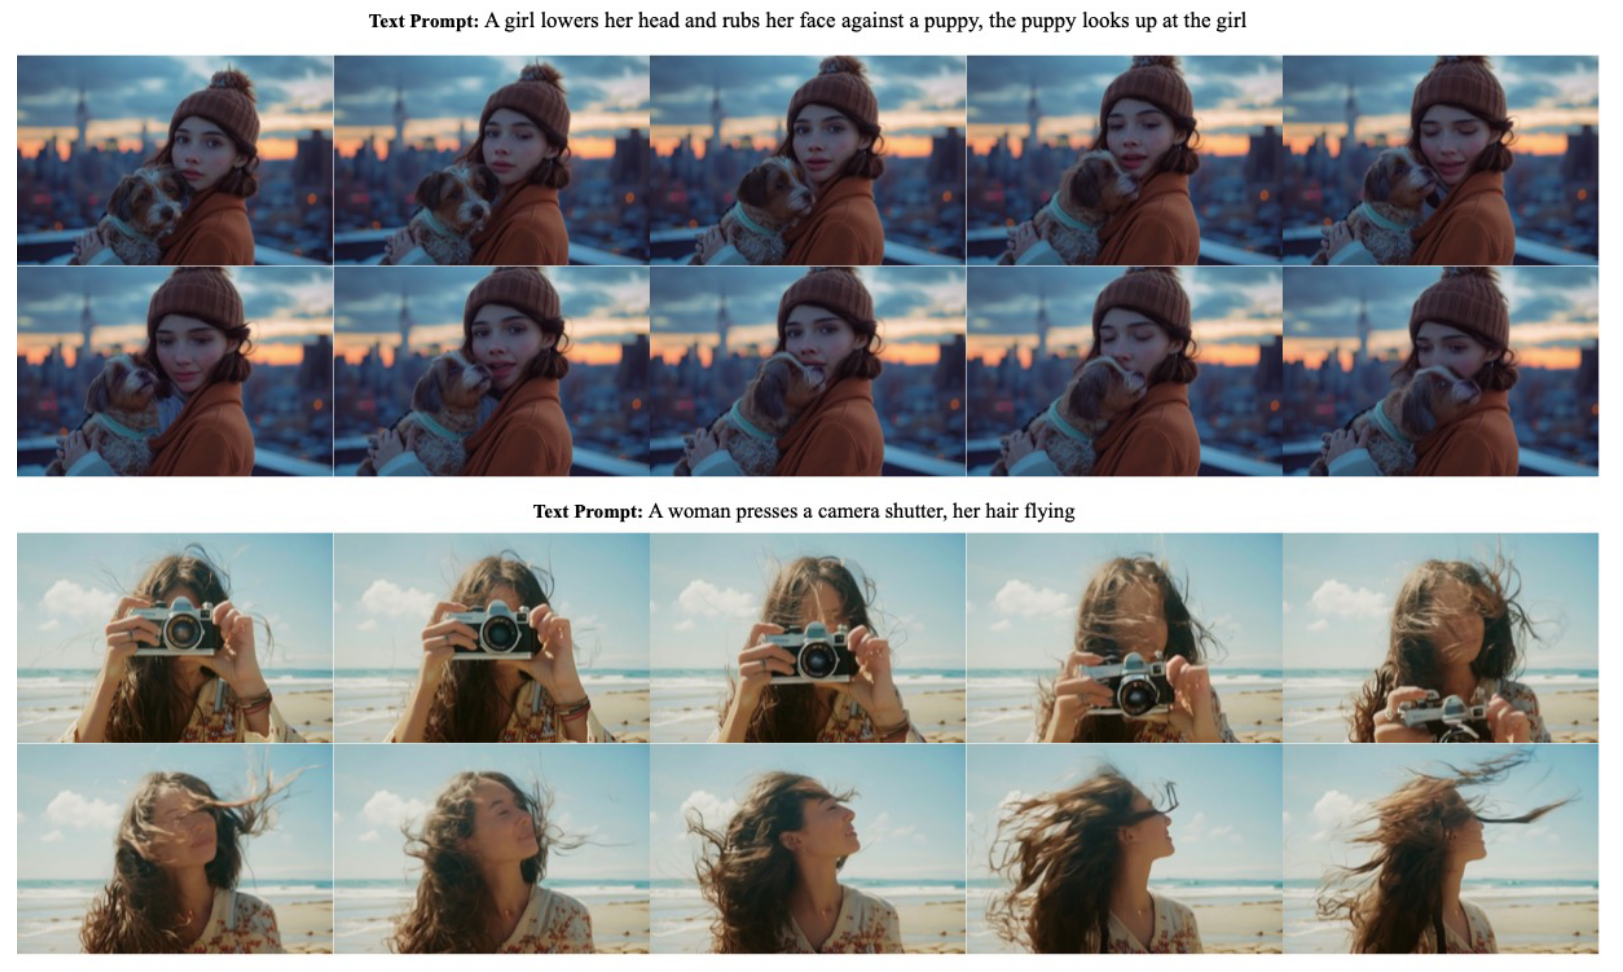 Text Prompt: A girl lowers her head and rubs her face against a puppy, the puppy looks up at the girl
Text Prompt: A woman presses a camera shutter, her hair flying